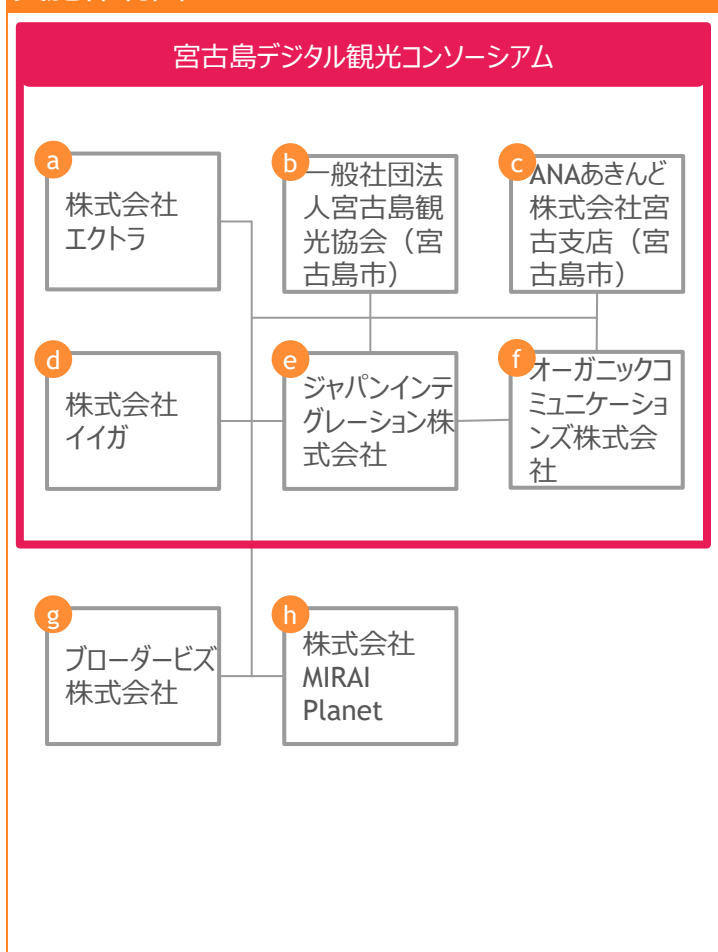 宮古島デジタル観光コンソーシアム
a
株式会社
エクトラ
b
一般社団法
人宮古島観
光協会（宮
古島市）
c
ANAあきんど
株式会社宮
古支店（宮
古島市）
d
株式会社
イイガ
e
ジャパンインテ
グレーション株
式会社
f
オーガニックコ
ミュニケーショ
ンズ株式会
社
g
ブローダービズ
株式会社
h
株式会社
MIRAI
Planet